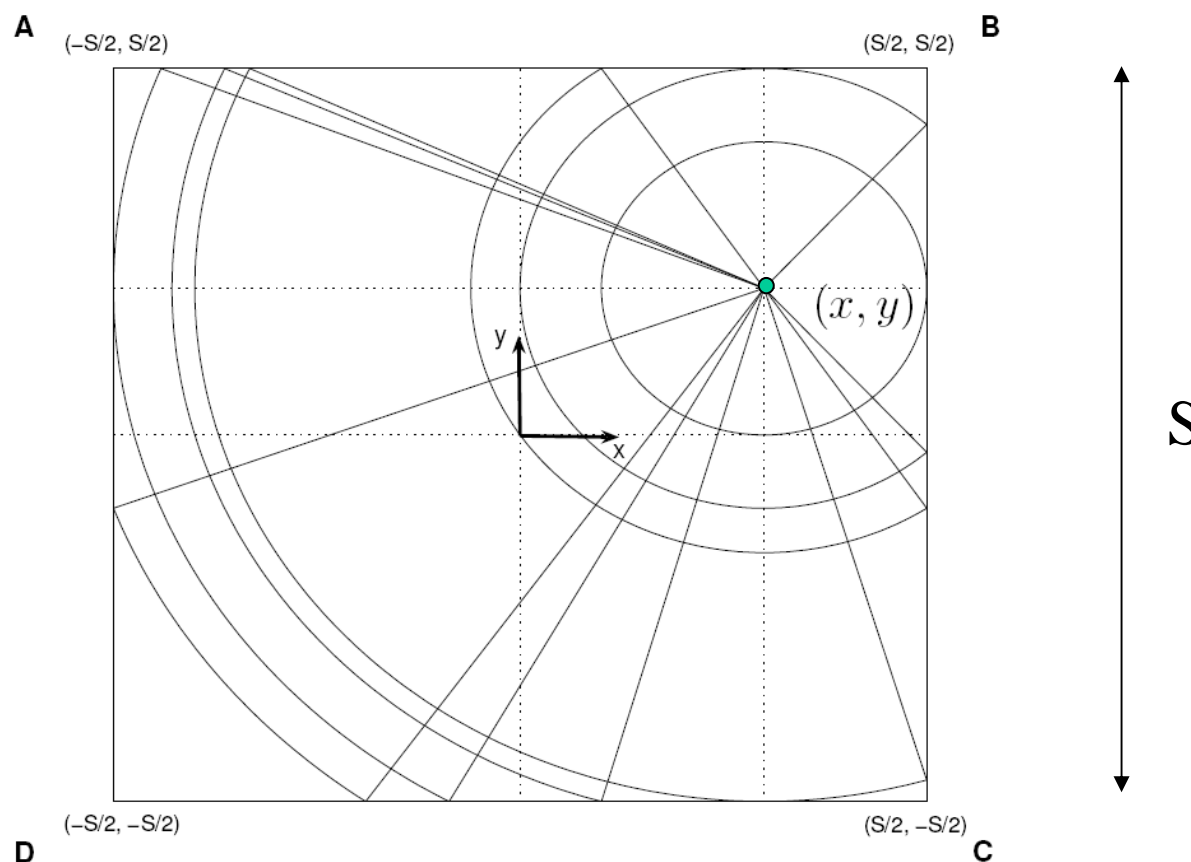 A
B
(−S/2, S/2)
(S/2, S/2)
(x, y)
y
x
S
(−S/2, −S/2)
(S/2, −S/2)
D
C